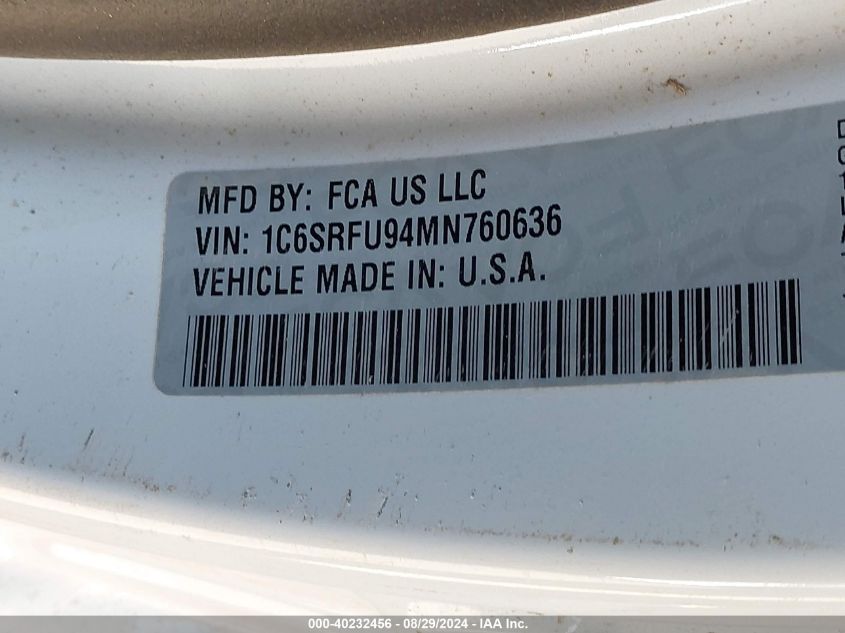 MFD BY: FCA US LLC
VIN: 1C6SRFU94MN760636
VEHICLE MADE IN: U.S.A.
000-40232456 - 08/29/2024 - IAA Inc.